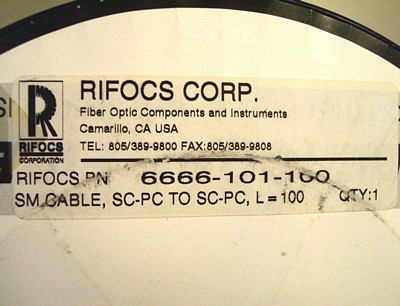 RIFOCS CORP.
Fiber Optic Components and Instruments
Camarillo, CA USA
TEL: 805/389-9800 FAX:805/389-9808
R
RIFOCS
CORPORATION
RIFOCS PN 6666-101-100
SM CABLE, SC-PC TO SC-PC, L=100 QTY:1